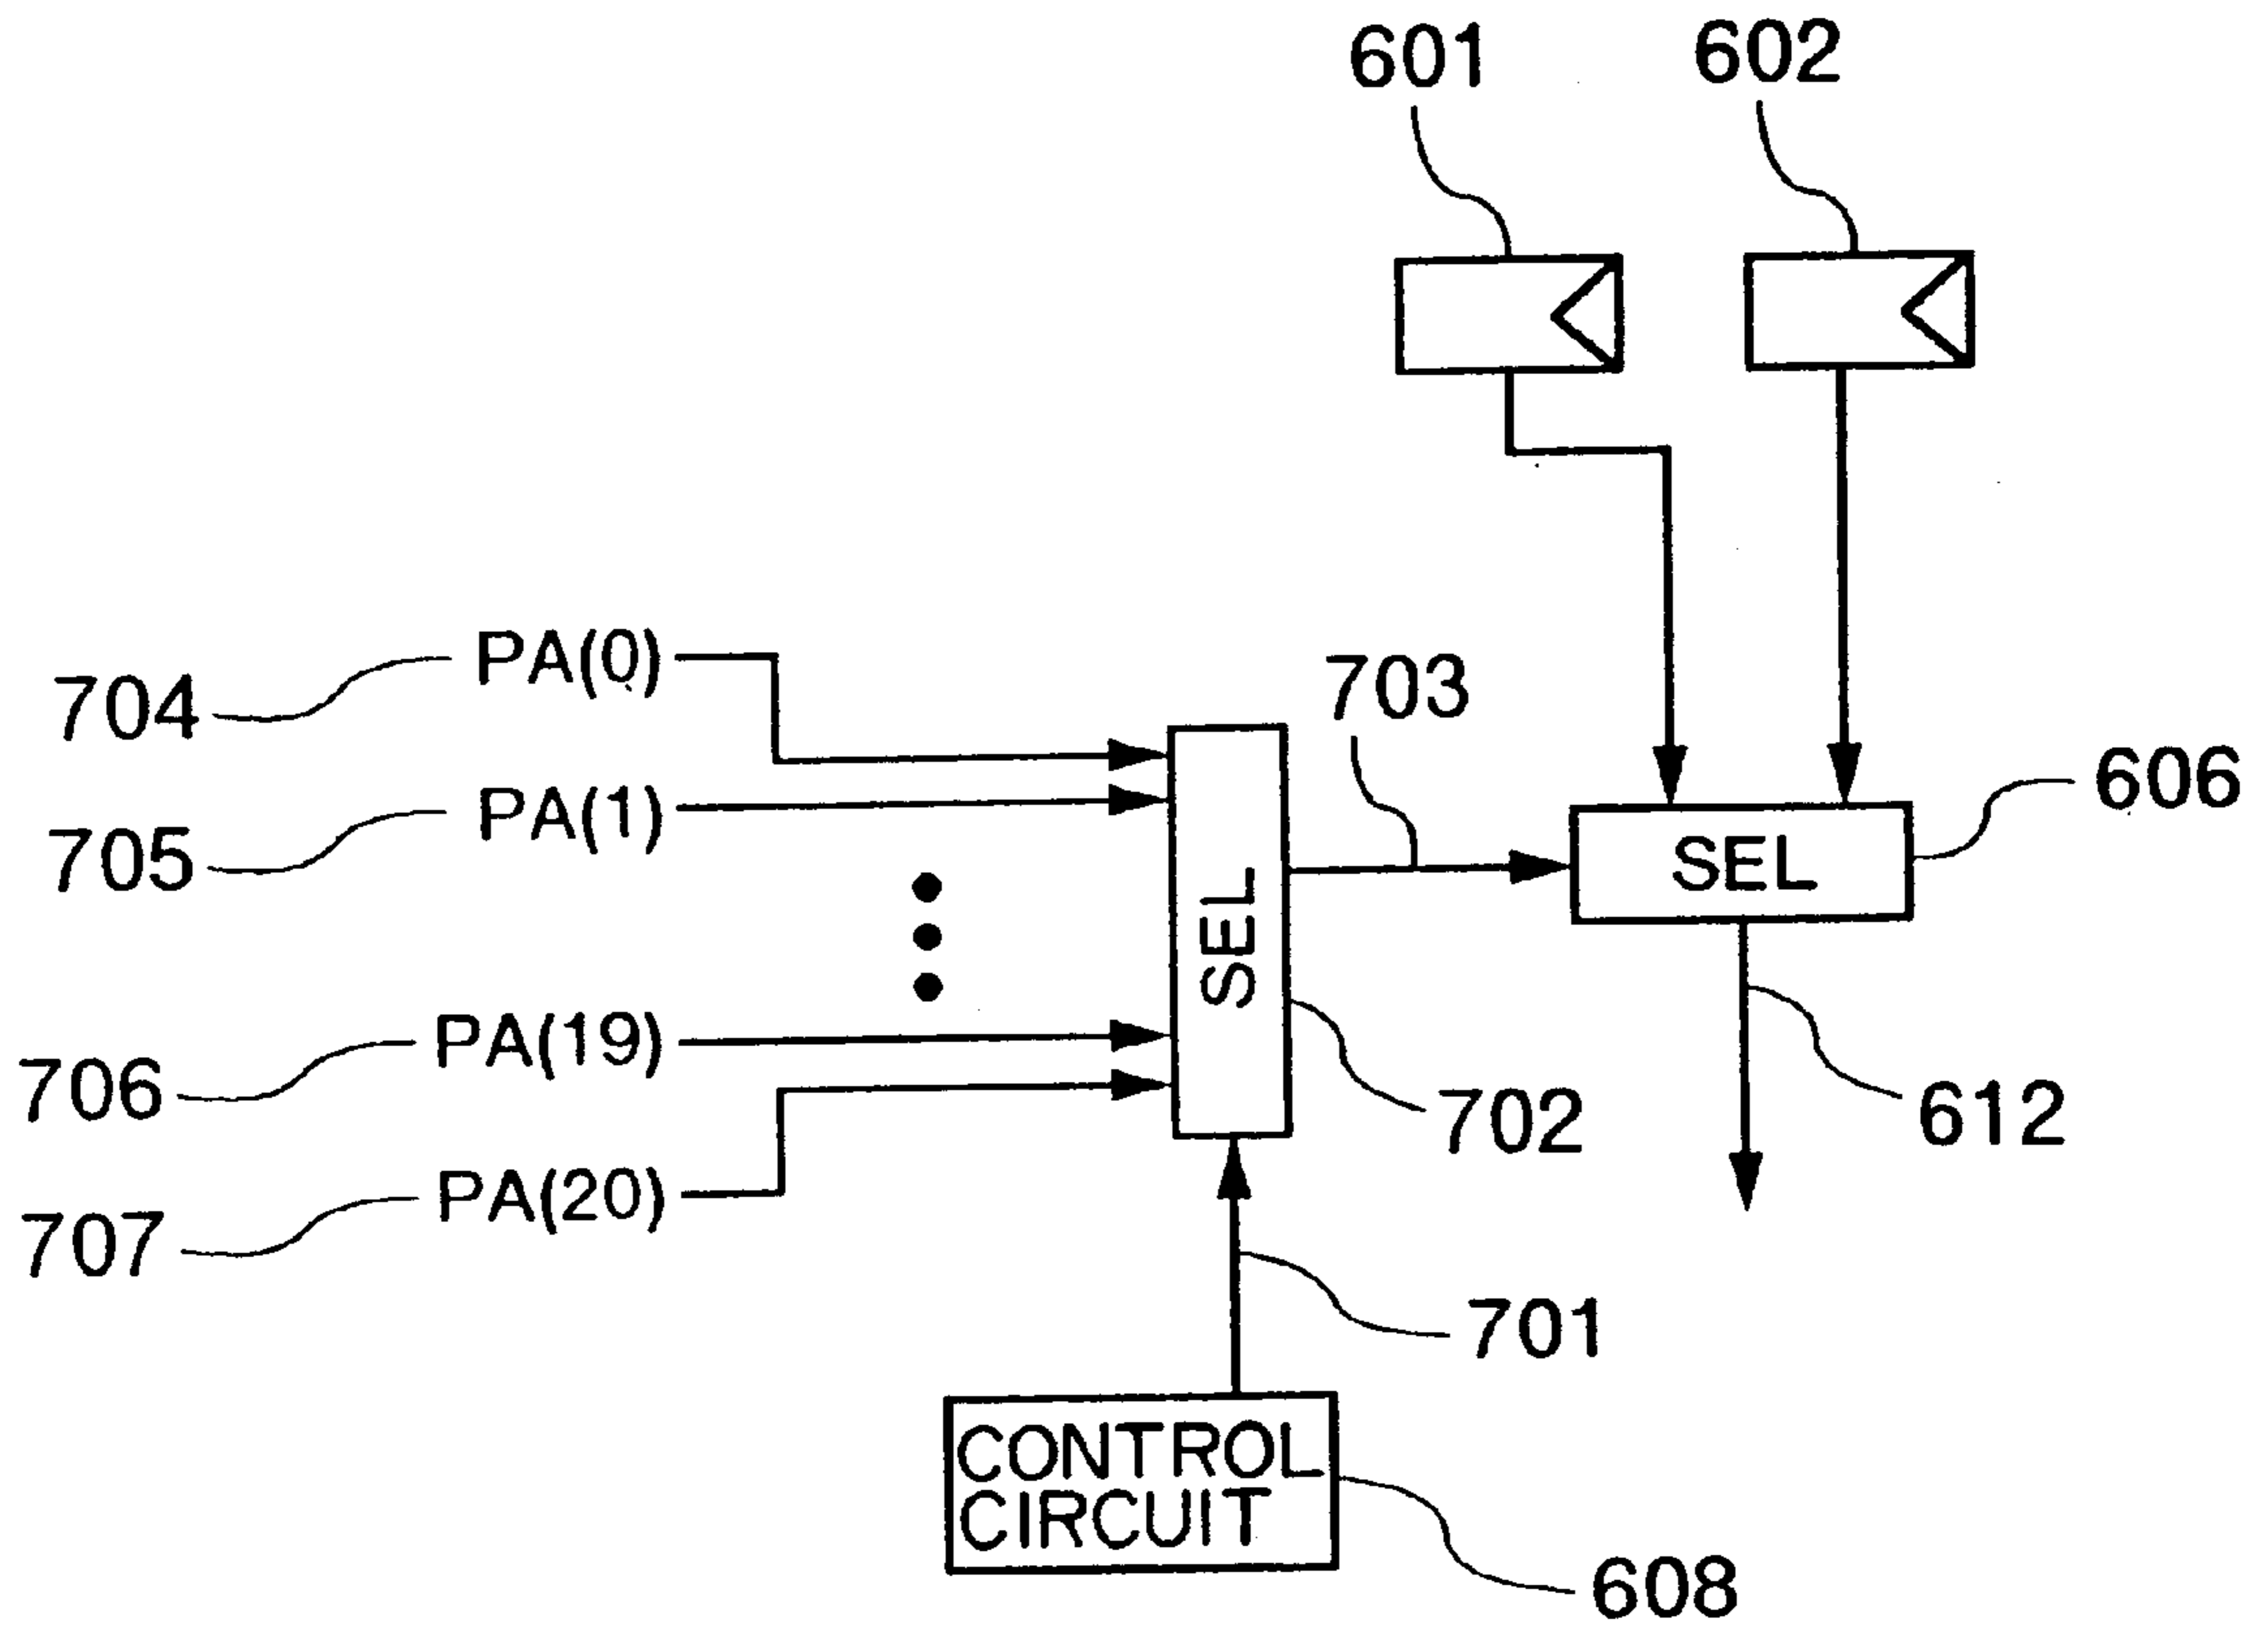 601
602
PA(0)
704
703
PA(1)
705
606
SEL
SEL
PA(19)
706
702
612
PA(20)
707
701
CONTROL
CIRCUIT
608